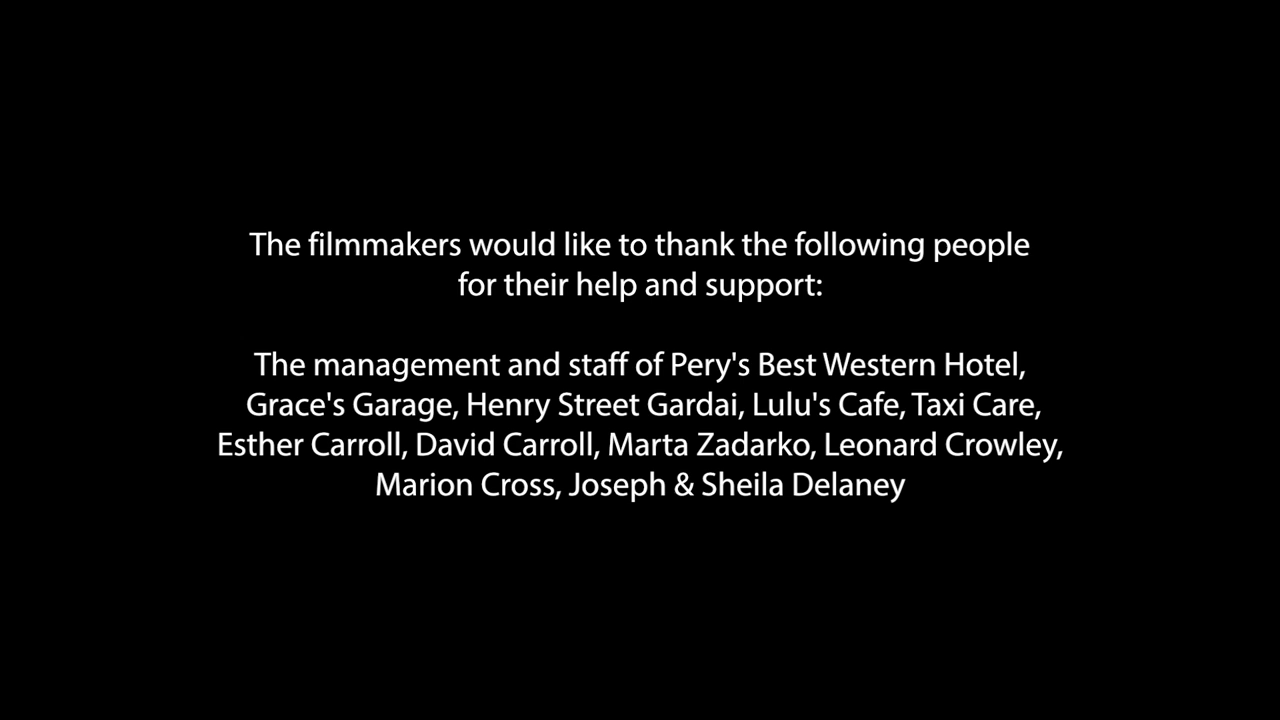 The filmmakers would like to thank the following people
for their help and support:
The management and staff of Pery's Best Western Hotel,
Grace's Garage, Henry Street Gardai, Lulu's Cafe, Taxi Care,
Esther Carroll, David Carroll, Marta Zadarko, Leonard Crowley,
Marion Cross, Joseph & Sheila Delaney